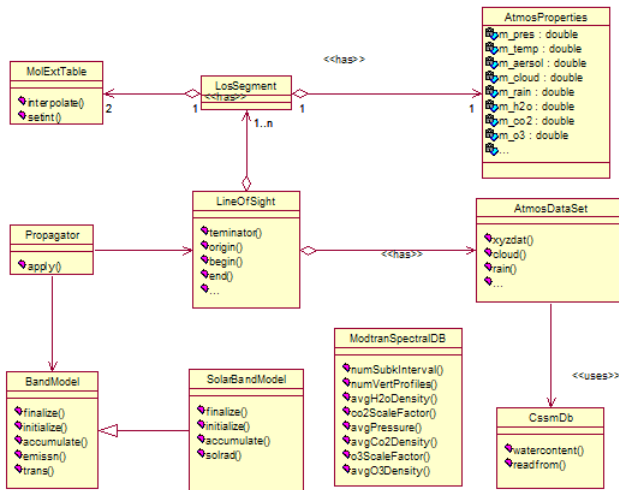 AtmosProperties
m_pres : double
m_temp : double
m_aersol : double
m_cloud : double
m_rain : double
m_h2o : double
m_co2 : double
m_o3 : double
...
<<has>>
MolExtTable
interpolate()
setint()
LosSegment
<<has>>
2
1
1
1
1..n
LineOfSight
teminator()
origin()
begin()
end()
...
AtmosDataSet
xyzdat()
cloud()
rain()
...
Propagator
apply()
<<has>>
ModtranSpectralDB
numSubkInterval()
numVertProfiles()
avgH2oDensity()
co2ScaleFactor()
avgPressure()
avgCo2Density()
o3ScaleFactor()
avgO3Density()
BandModel
finalize()
initialize()
accumulate()
emissn()
trans()
SolarBandModel
finalize()
initialize()
accumulate()
solrad()
<<uses>>
CssmDb
watercontent()
readfrom()